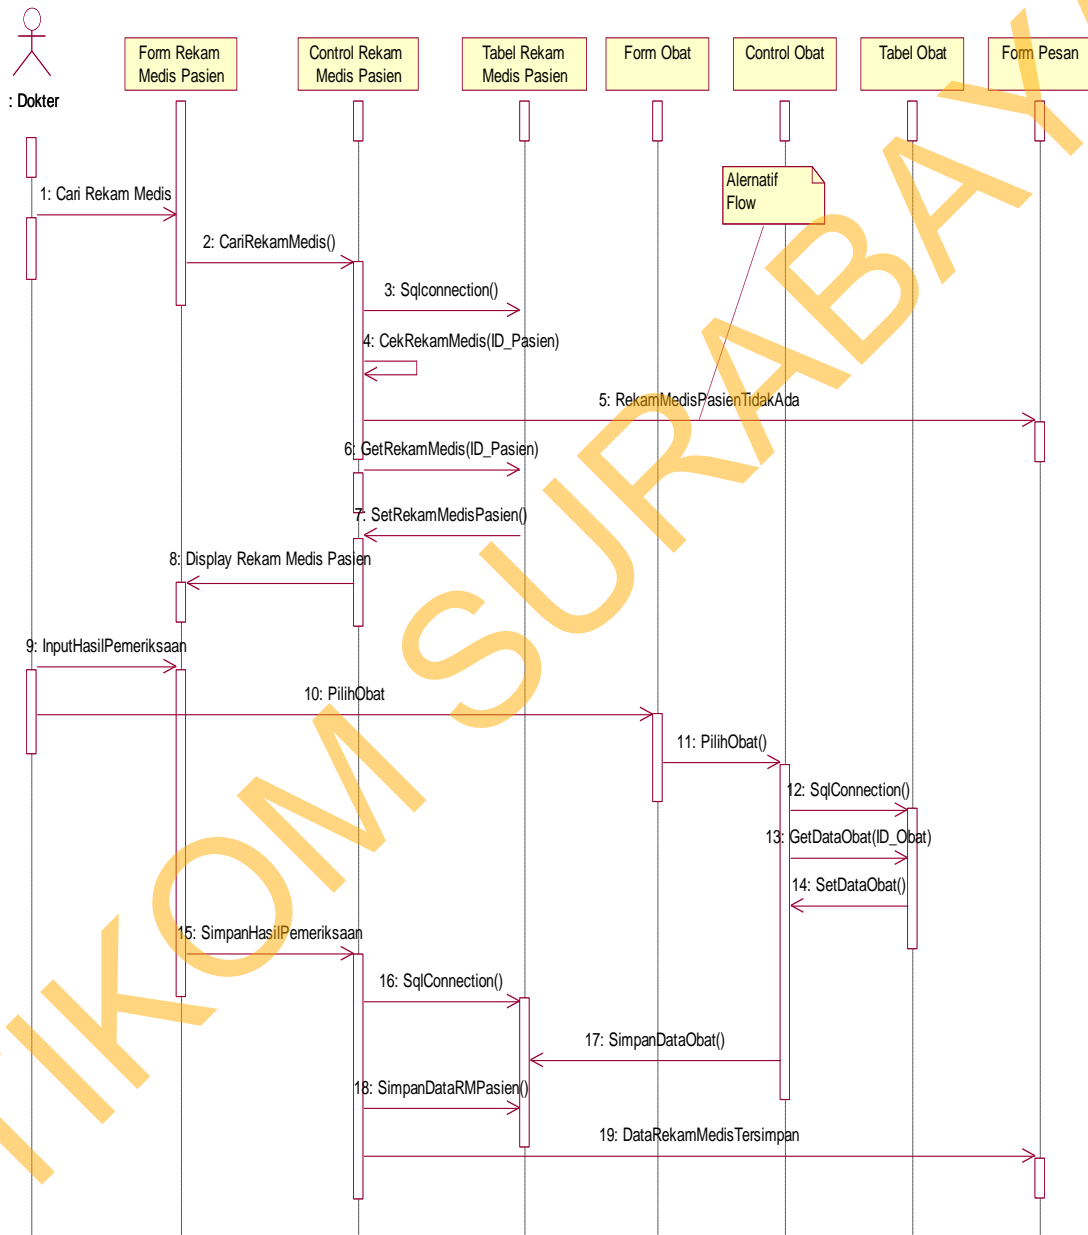 Form Rekam
Medis Pasien
Control Rekam
Medis Pasien
Tabel Rekam
Medis Pasien
Form Obat
Control Obat
Tabel Obat
Form Pesan
: Dokter
Alernatif
Flow
1: Cari Rekam Medis
2: CariRekamMedis()
3: Sqlconnection()
4: CekRekamMedis(ID_Pasien)
5: RekamMedisPasienTidakAda
6: GetRekamMedis(ID_Pasien)
7: SetRekamMedisPasien()
8: Display Rekam Medis Pasien
9: InputHasilPemeriksaan
10: PilihObat
11: PilihObat()
12: SqlConnection()
13: GetDataObat(ID_Obat)
14: SetDataObat()
15: SimpanHasilPemeriksaan
16: SqlConnection()
17: SimpanDataObat()
18: SimpanDataRMPasien()
19: DataRekamMedisTersimpan
TIKOM SURABAY